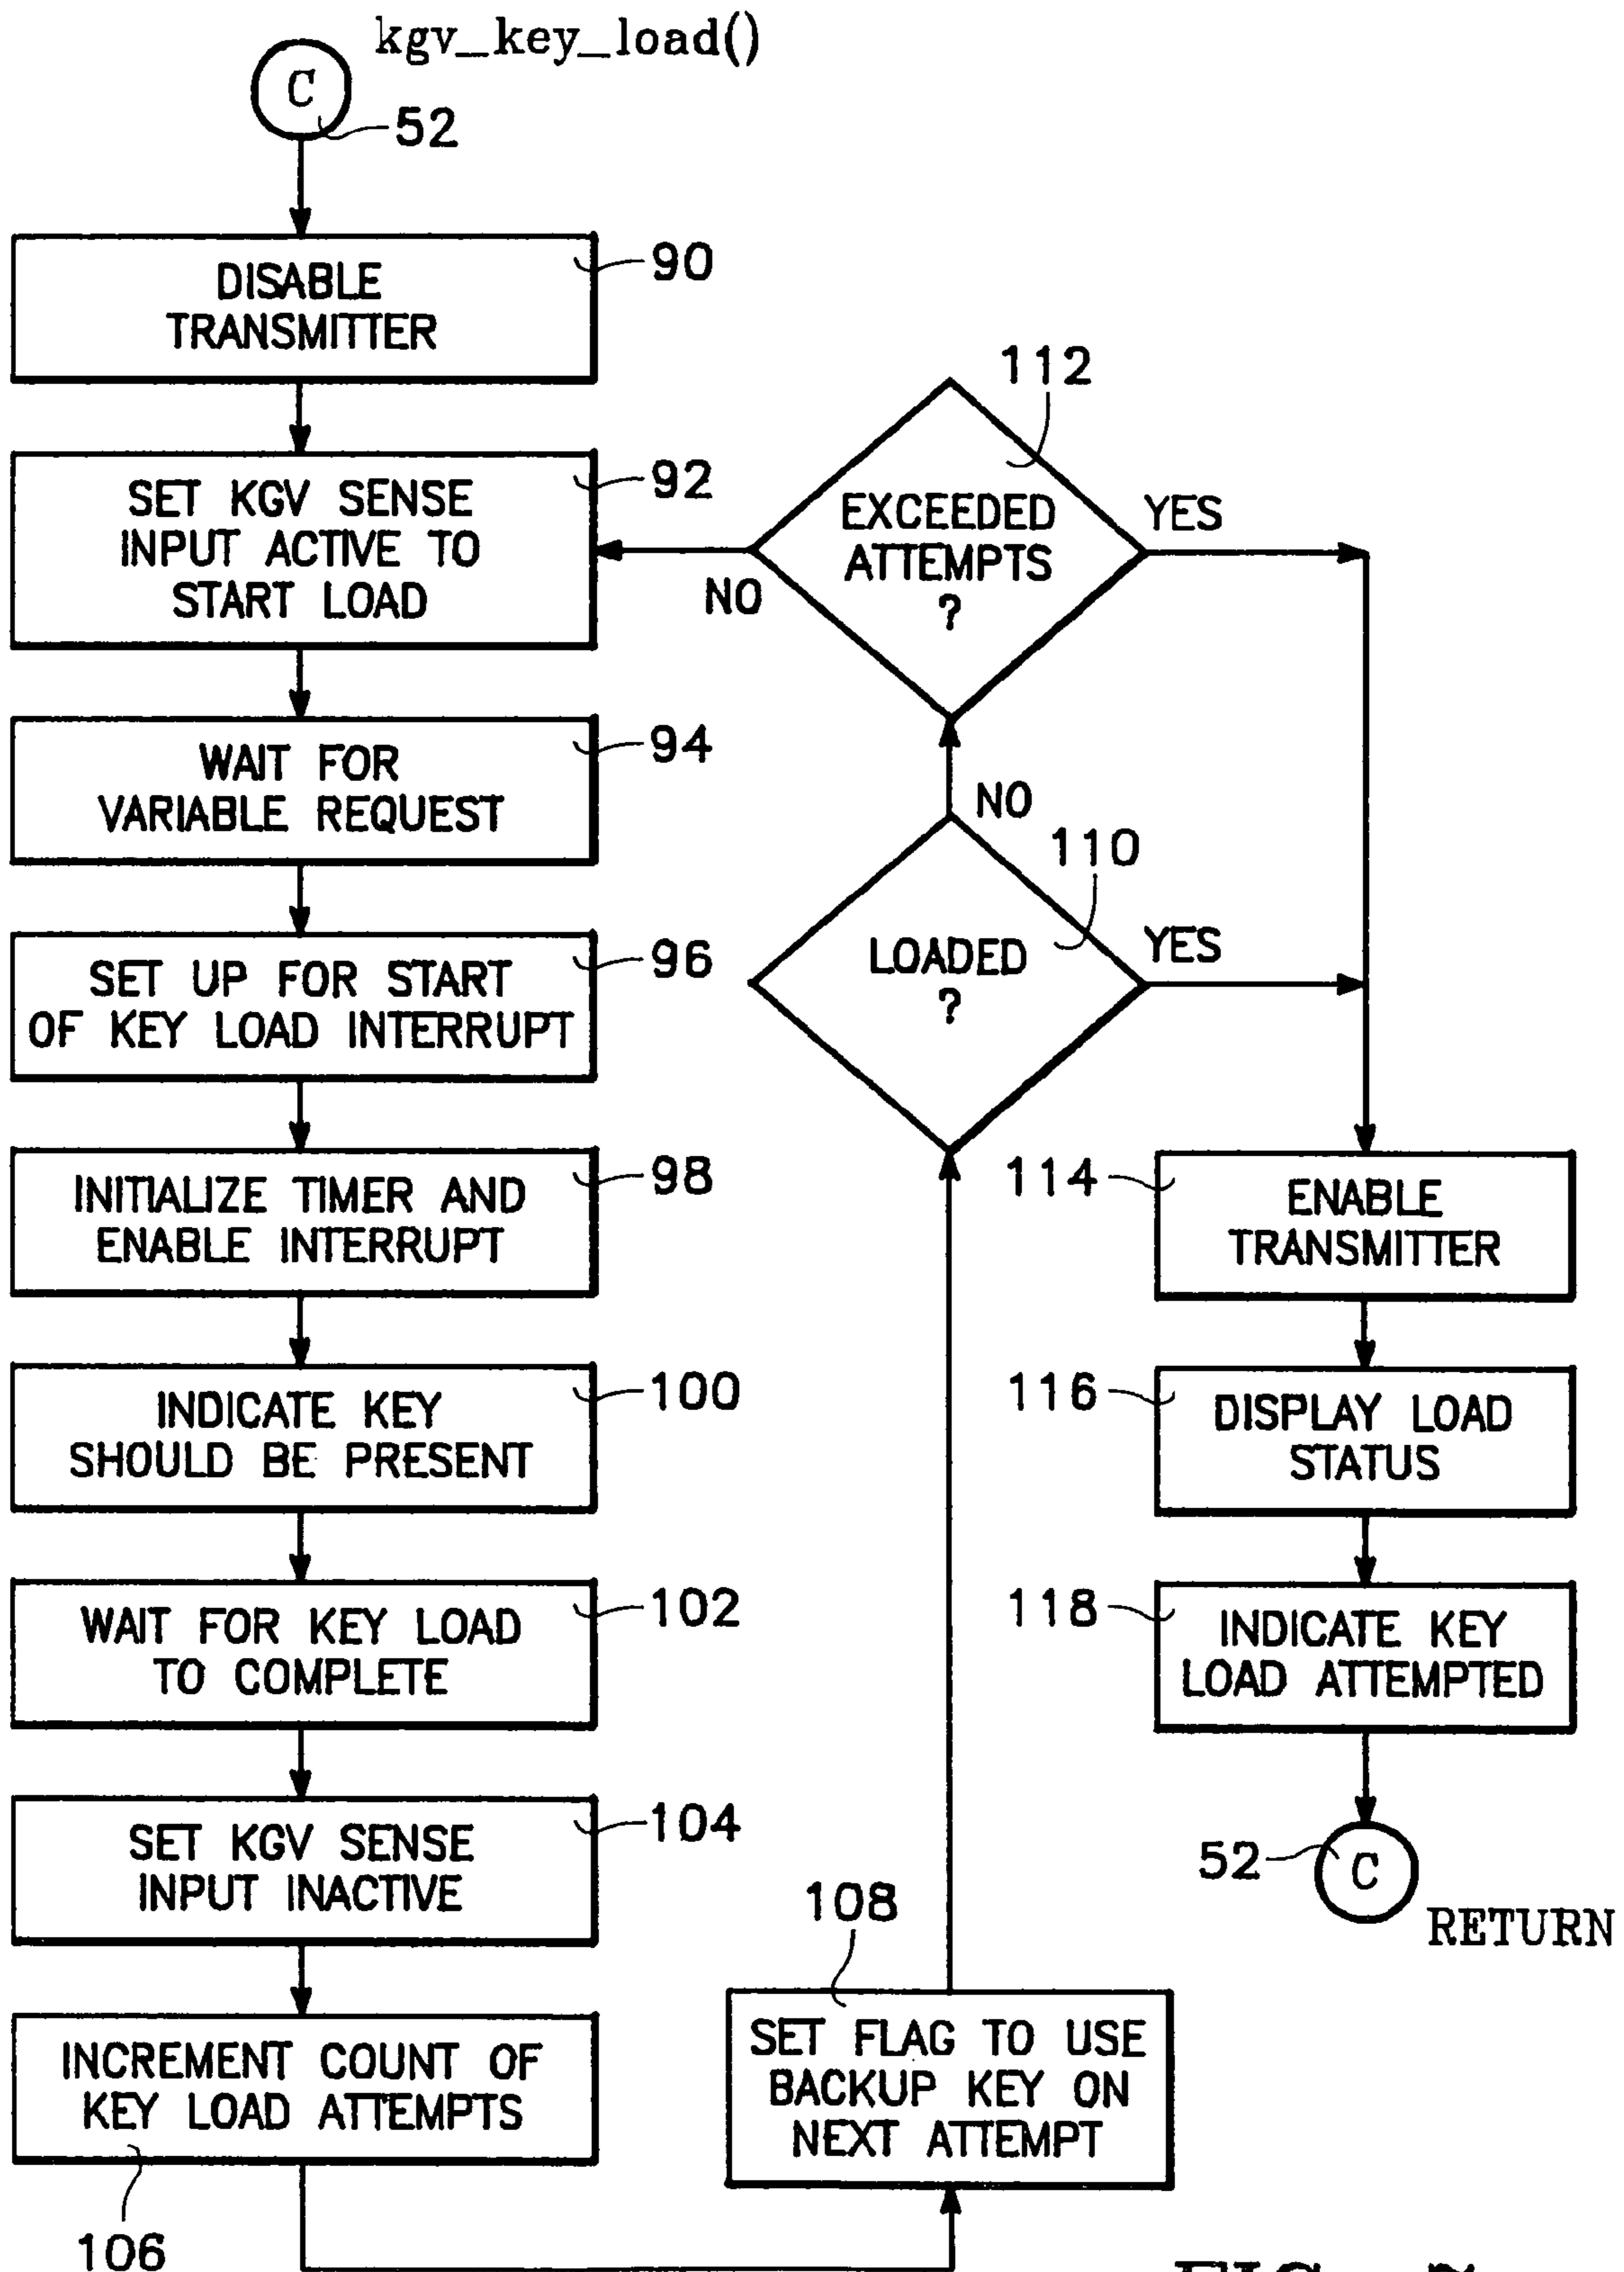 kgv_key_load()
C
52
DISABLE
TRANSMITTER
90
SET KGV SENSE
INPUT ACTIVE TO
START LOAD
92
WAIT FOR
VARIABLE REQUEST
94
SET UP FOR START
OF KEY LOAD INTERRUPT
96
INITIALIZE TIMER AND
ENABLE INTERRUPT
98
INDICATE KEY
SHOULD BE PRESENT
100
WAIT FOR KEY LOAD
TO COMPLETE
102
SET KGV SENSE
INPUT INACTIVE
104
INCREMENT COUNT OF
KEY LOAD ATTEMPTS
106
108
SET FLAG TO USE
BACKUP KEY ON
NEXT ATTEMPT
110
LOADED
?
YES
NO
112
EXCEEDED
ATTEMPTS
?
YES
NO
114
ENABLE
TRANSMITTER
116
DISPLAY LOAD
STATUS
118
INDICATE KEY
LOAD ATTEMPTED
52
C
RETURN